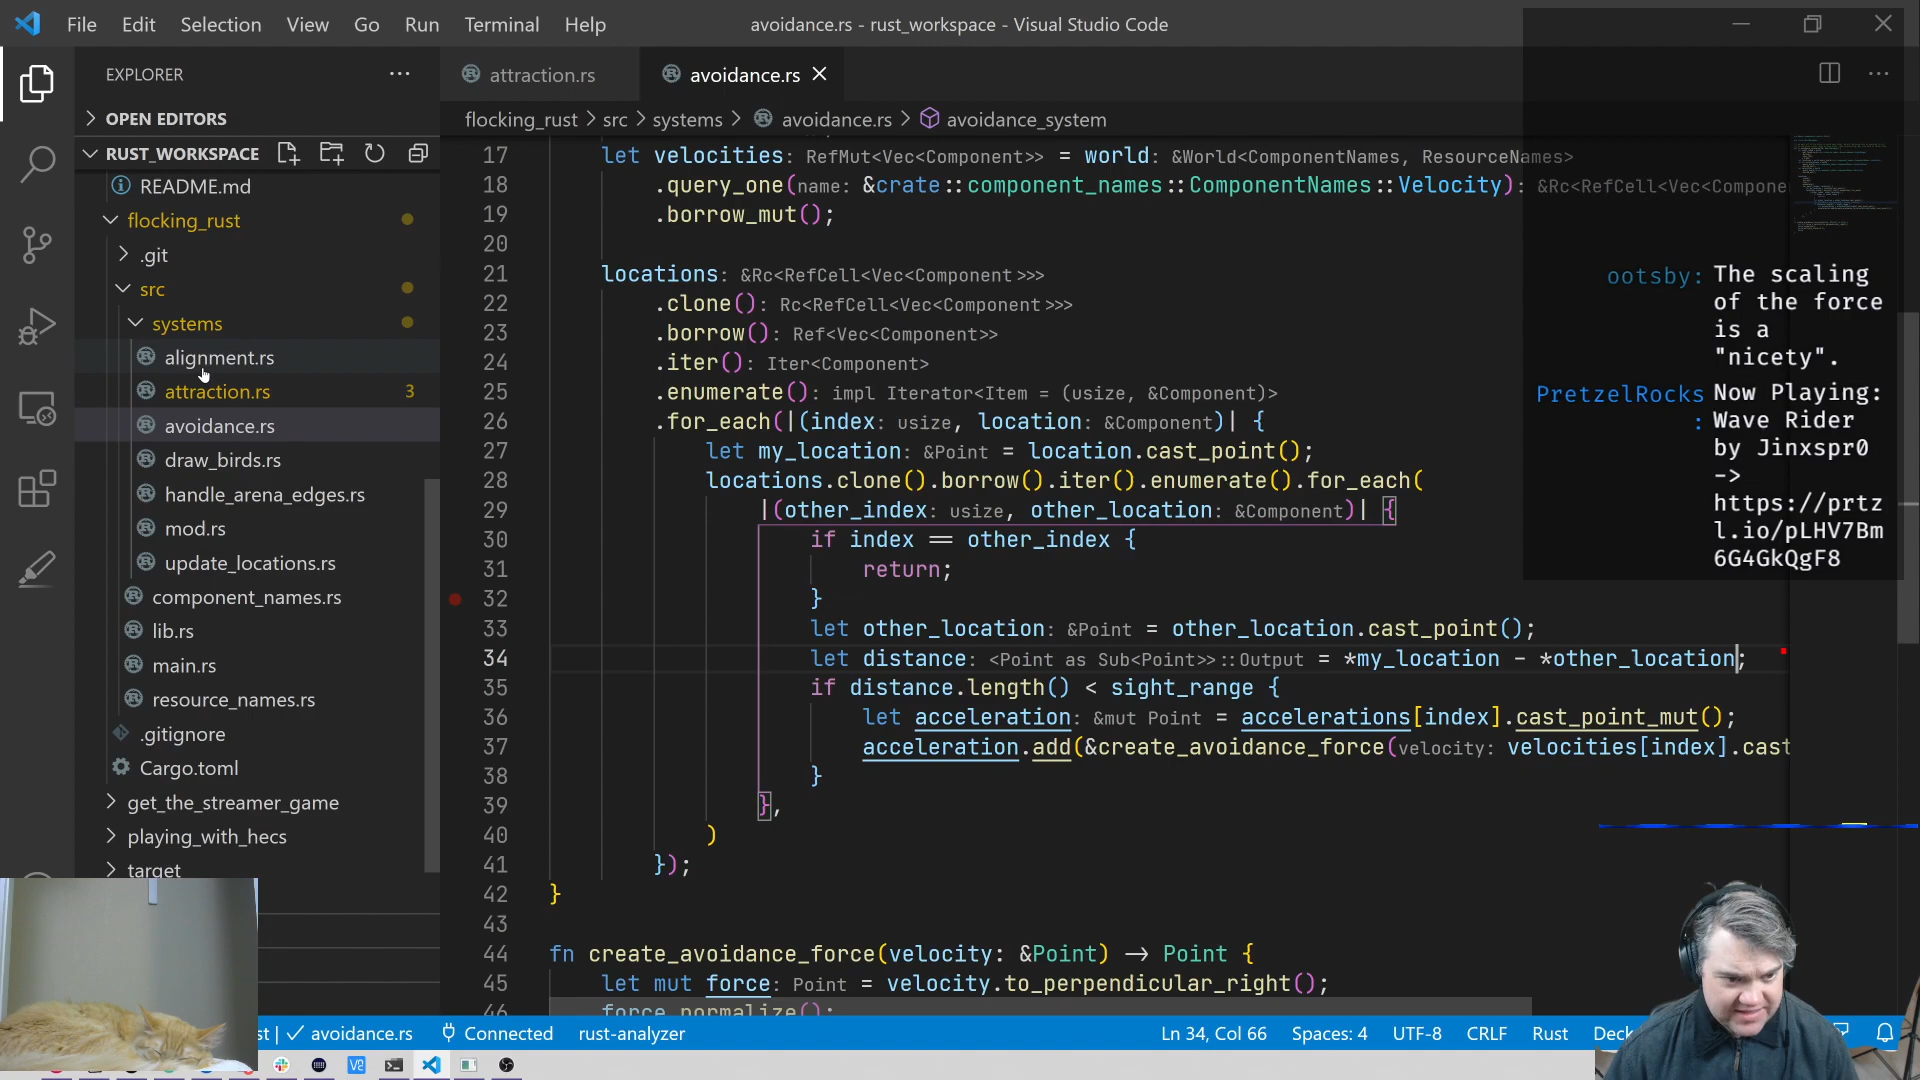 File Edit Selection View Go Run Terminal Help
avoidance.rs - rust_workspace - Visual Studio Code
EXPLORER
OPEN EDITORS
RUST_WORKSPACE
README.md
flocking_rust
.git
src
systems
alignment.rs
attraction.rs 3
avoidance.rs
draw_birds.rs
handle_arena_edges.rs
mod.rs
update_locations.rs
component_names.rs
lib.rs
main.rs
resource_names.rs
.gitignore
Cargo.toml
get_the_streamer_game
playing_with_hecs
target
attraction.rs avoidance.rs
flocking_rust > src > systems > avoidance.rs > avoidance_system
17 let velocities: RefMut<Vec<Component>> = world: &World<ComponentNames, ResourceNames>
18 .query_one(name: &crate::component_names::ComponentNames::Velocity): &Rc<RefCell<Vec<Compone
19 .borrow_mut();
20
21 locations: &Rc<RefCell<Vec<Component>>>
22 .clone(): Rc<RefCell<Vec<Component>>>
23 .borrow(): Ref<Vec<Component>>
24 .iter(): Iter<Component>
25 .enumerate(): impl Iterator<Item = (usize, &Component)>
26 .for_each(|(index: usize, location: &Component)| {
27 let my_location: &Point = location.cast_point();
28 locations.clone().borrow().iter().enumerate().for_each(
29 |(other_index: usize, other_location: &Component)| {
30 if index == other_index {
31 return;
32 }
33 let other_location: &Point = other_location.cast_point();
34 let distance: <Point as Sub<Point>>::Output = *my_location - *other_location;
35 if distance.length() < sight_range {
36 let acceleration: &mut Point = accelerations[index].cast_point_mut();
37 acceleration.add(&create_avoidance_force(velocity: velocities[index].cast
38 }
39 },
40 )
41 });
42 }
43
44 fn create_avoidance_force(velocity: &Point) -> Point {
45 let mut force: Point = velocity.to_perpendicular_right();
46 force.normalize();
ootsby: The scaling
of the force
is a
"nicety".
PretzelRocks Now Playing:
: Wave Rider
by Jinxspr0
->
https://prtz
l.io/pLHV7Bm
6G4GkQgF8
st | ✓ avoidance.rs Connected rust-analyzer Ln 34, Col 66 Spaces: 4 UTF-8 CRLF Rust